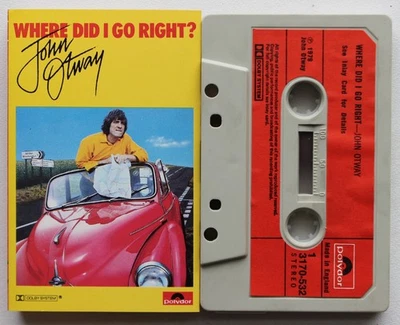 WHERE DID I GO RIGHT?
John
Otway
DOLBY SYSTEM
Polydor
WHERE DID I GO RIGHT—JOHN OTWAY
See Inlay Card for Details
℗ 1979
John Otway
DOLBY SYSTEM
Polydor
Made in England
1
3170-532
STEREO